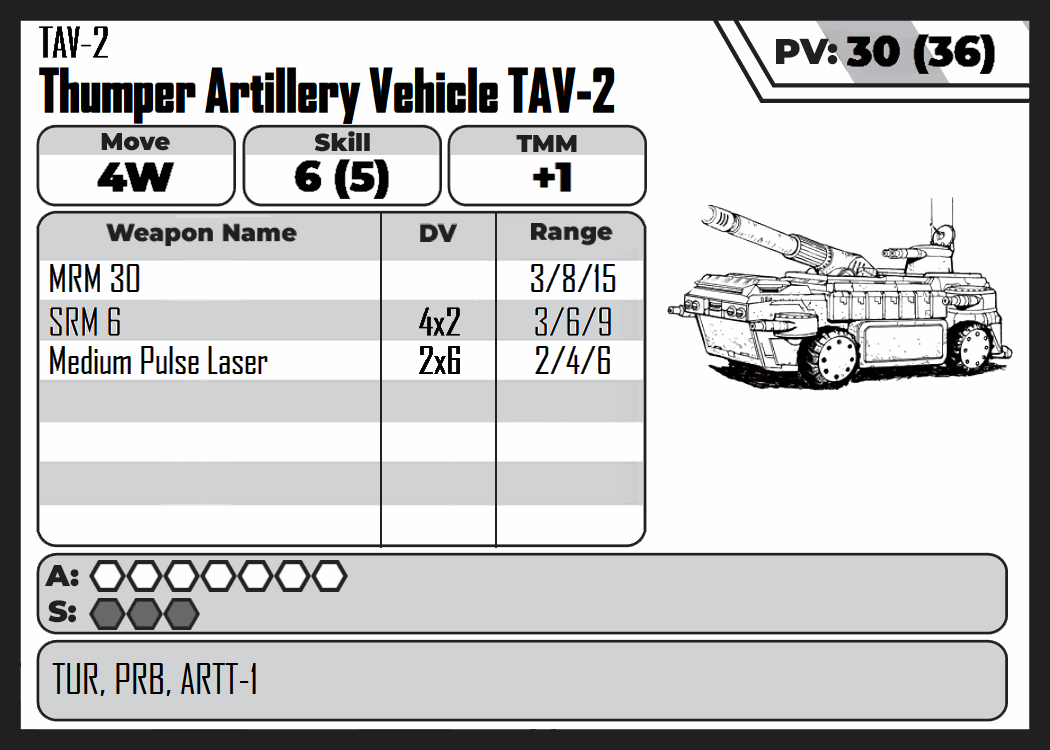 TAV-2
Thumper Artillery Vehicle TAV-2
PV: 30 (36)
Move Skill TMM
4W 6 (5) +1
Weapon Name DV Range
MRM 30 3/8/15
SRM 6 4x2 3/6/9
Medium Pulse Laser 2x6 2/4/6
A:
S:
TUR, PRB, ARTT-1